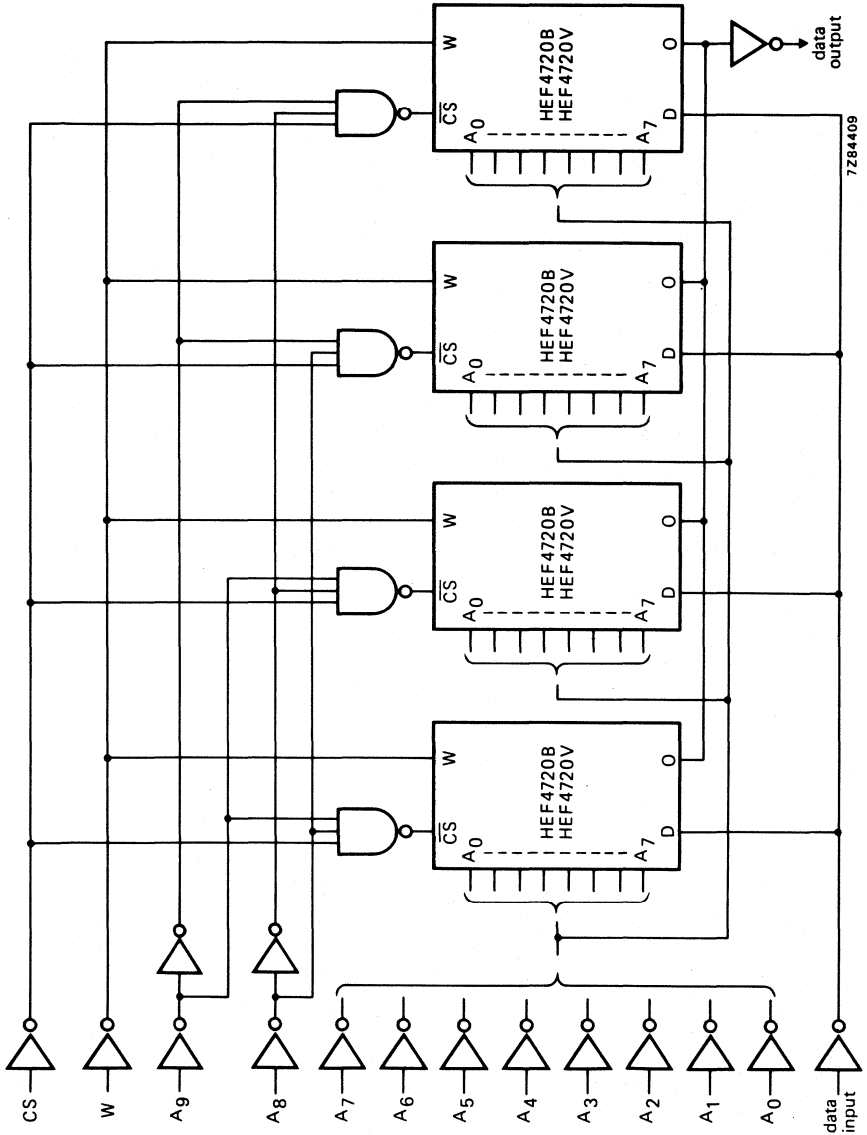 CS
W
A9
A8
A7
A6
A5
A4
A3
A2
A1
A0
data
input
W
CS
A0
A7
HEF4720B
HEF4720V
O
D
W
CS
A0
A7
HEF4720B
HEF4720V
O
D
W
CS
A0
A7
HEF4720B
HEF4720V
O
D
W
CS
A0
A7
HEF4720B
HEF4720V
O
D
data
output
7Z84409